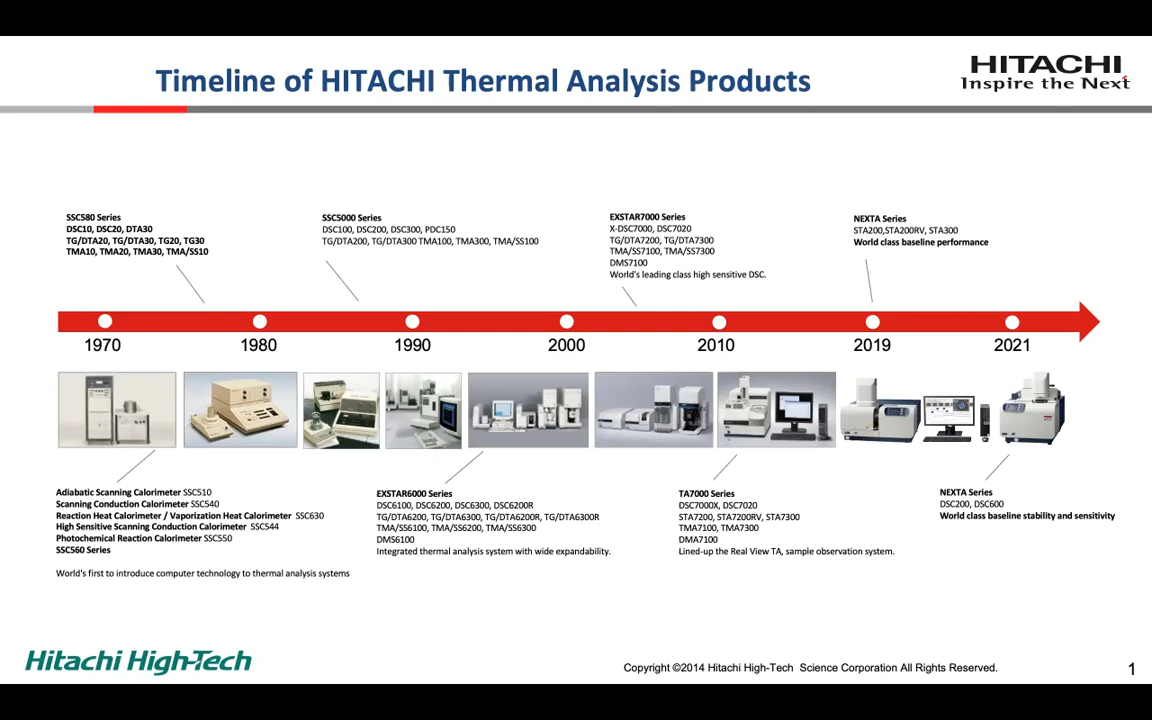 Timeline of HITACHI Thermal Analysis Products
HITACHI
Inspire the Next
SSC580 Series
DSC10, DSC20, DTA30
TG/DTA20, TG/DTA30, TG20, TG30
TMA10, TMA20, TMA30, TMA/SS10
SSC5000 Series
DSC100, DSC200, DSC300, PDC150
TG/DTA200, TG/DTA300 TMA100, TMA300, TMA/SS100
EXSTAR7000 Series
X-DSC7000, DSC7020
TG/DTA7200, TG/DTA7300
TMA/SS7100, TMA/SS7300
DMS7100
World's leading class high sensitive DSC.
NEXTA Series
STA200,STA200RV, STA300
World class baseline performance
1970
1980
1990
2000
2010
2019
2021
Adiabatic Scanning Calorimeter SSC510
Scanning Conduction Calorimeter SSC540
Reaction Heat Calorimeter / Vaporization Heat Calorimeter SSC630
High Sensitive Scanning Conduction Calorimeter SSC544
Photochemical Reaction Calorimeter SSC550
SSC560 Series
World's first to introduce computer technology to thermal analysis systems
EXSTAR6000 Series
DSC6100, DSC6200, DSC6300, DSC6200R
TG/DTA6200, TG/DTA6300, TG/DTA6200R, TG/DTA6300R
TMA/SS6100, TMA/SS6200, TMA/SS6300
DMS6100
Integrated thermal analysis system with wide expandability.
TA7000 Series
DSC7000X, DSC7020
STA7200, STA7200RV, STA7300
TMA7100, TMA7300
DMA7100
Lined-up the Real View TA, sample observation system.
NEXTA Series
DSC200, DSC600
World class baseline stability and sensitivity
Hitachi High-Tech
Copyright ©2014 Hitachi High-Tech Science Corporation All Rights Reserved.
1